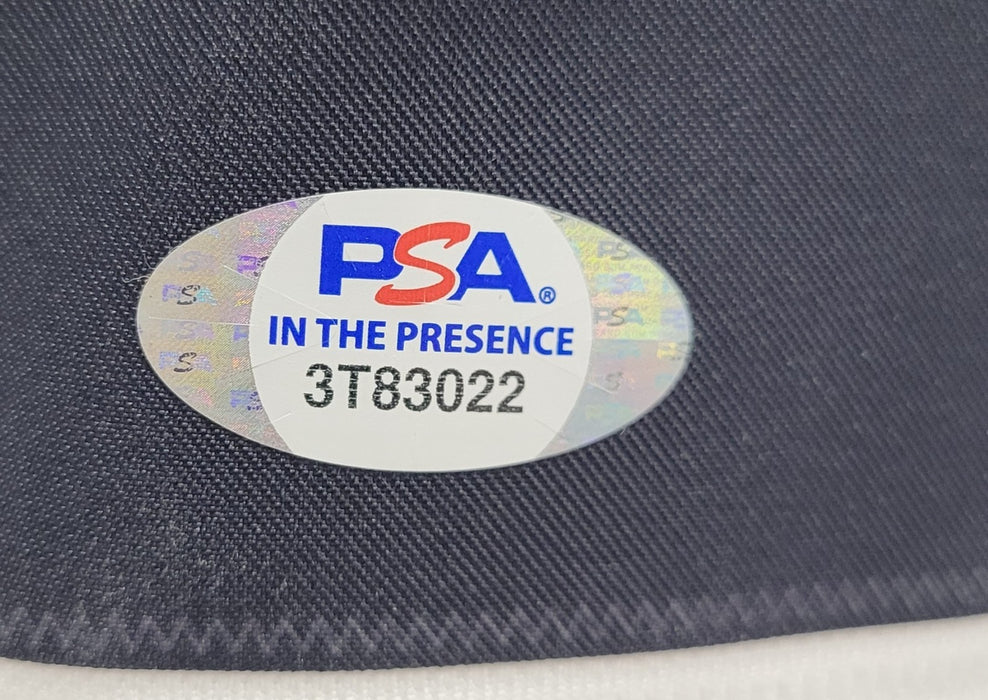 PSA®
IN THE PRESENCE
3T83022